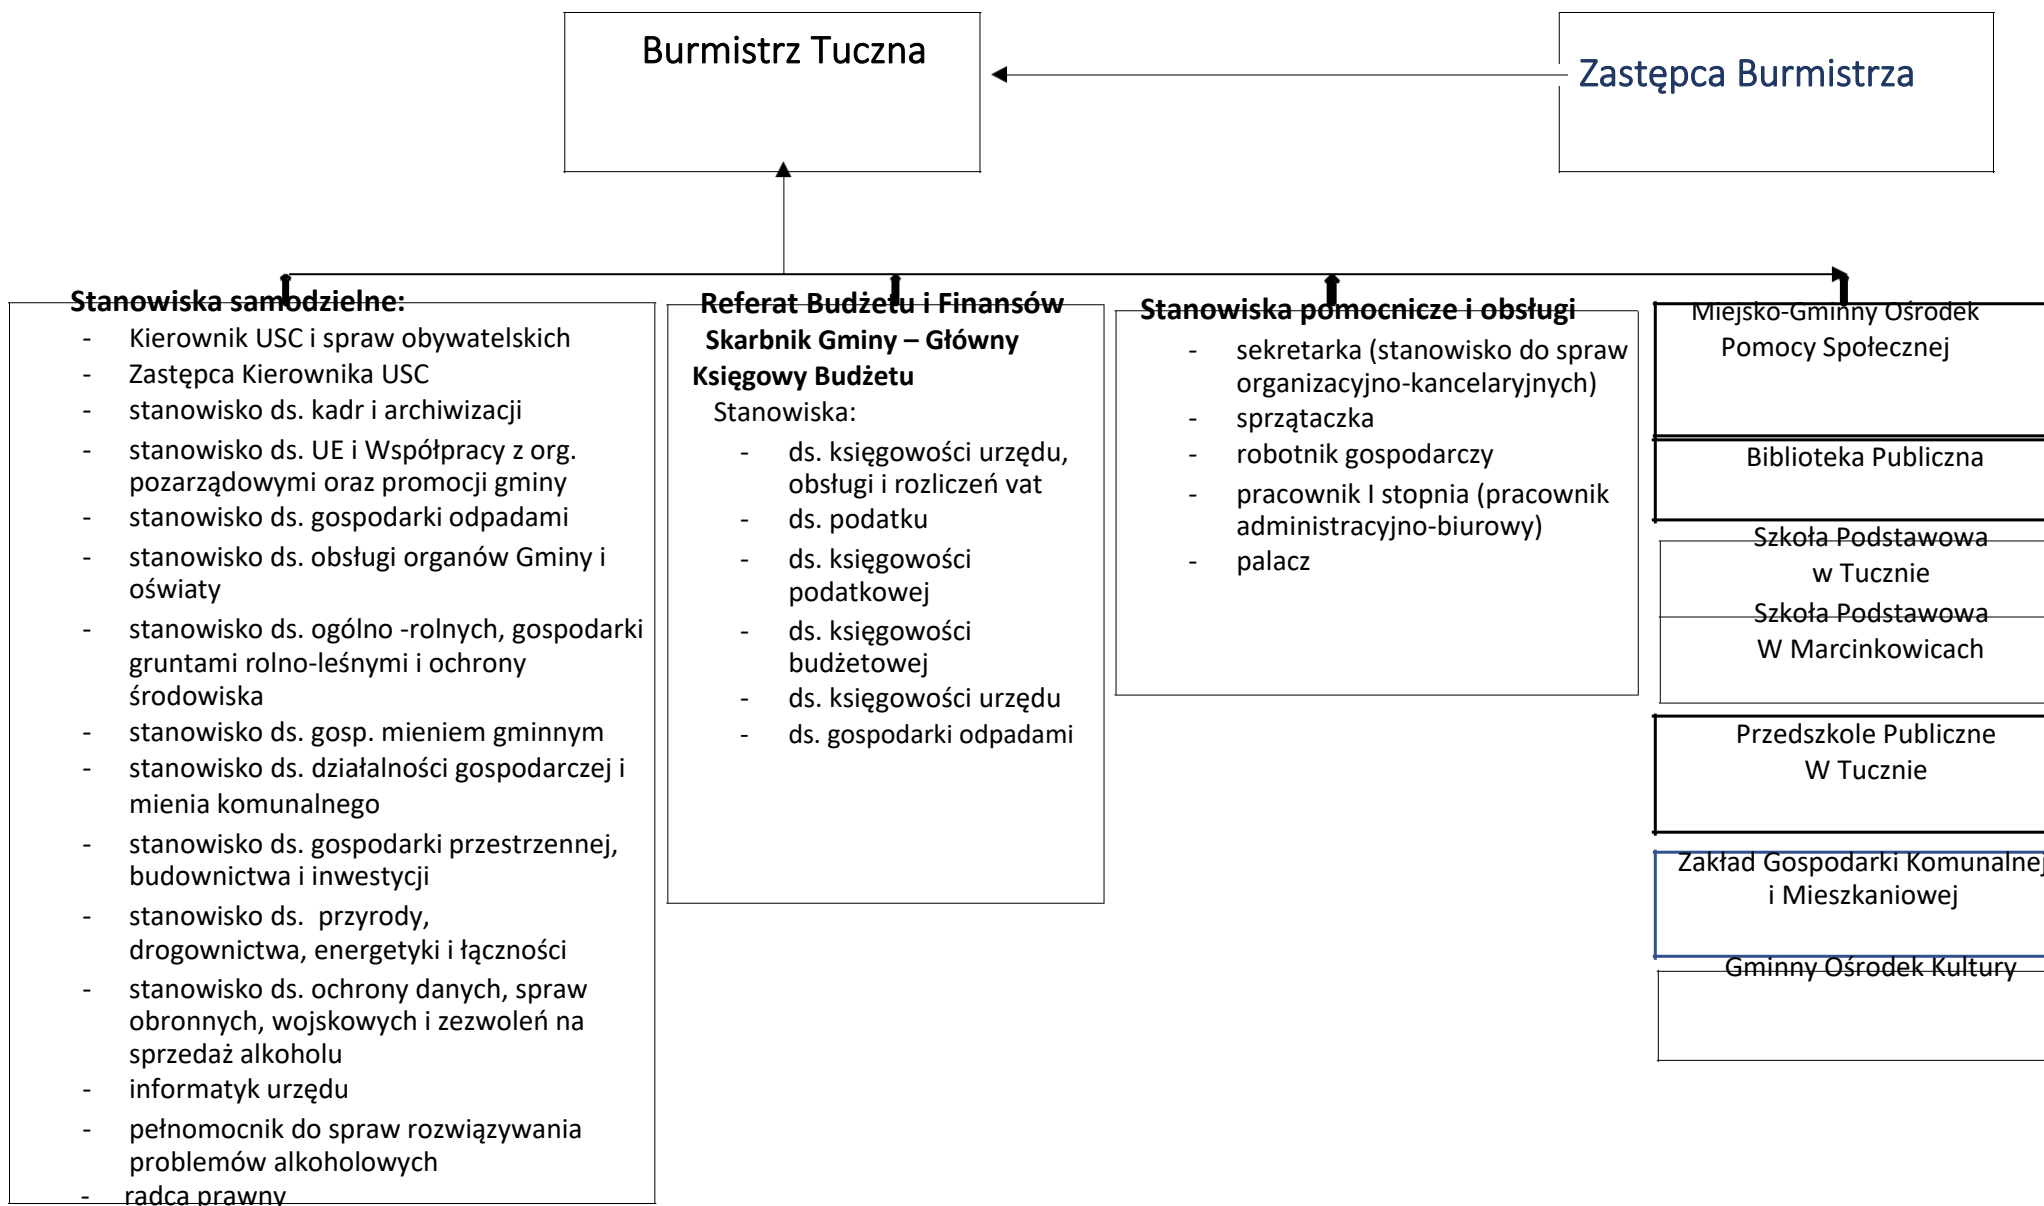 Burmistrz Tuczna
Zastępca Burmistrza
Stanowiska samodzielne:
- Kierownik USC i spraw obywatelskich
- Zastępca Kierownika USC
- stanowisko ds. kadr i archiwizacji
- stanowisko ds. UE i Współpracy z org.
pozarządowymi oraz promocji gminy
- stanowisko ds. gospodarki odpadami
- stanowisko ds. obsługi organów Gminy i
oświaty
- stanowisko ds. ogólno -rolnych, gospodarki
gruntami rolno-leśnymi i ochrony
środowiska
- stanowisko ds. gosp. mieniem gminnym
- stanowisko ds. działalności gospodarczej i
mienia komunalnego
- stanowisko ds. gospodarki przestrzennej,
budownictwa i inwestycji
- stanowisko ds. przyrody,
drogownictwa, energetyki i łączności
- stanowisko ds. ochrony danych, spraw
obronnych, wojskowych i zezwoleń na
sprzedaż alkoholu
- informatyk urzędu
- pełnomocnik do spraw rozwiązywania
problemów alkoholowych
- radca prawny
Referat Budżetu i Finansów
Skarbnik Gminy – Główny
Księgowy Budżetu
Stanowiska:
- ds. księgowości urzędu,
obsługi i rozliczeń vat
- ds. podatku
- ds. księgowości
podatkowej
- ds. księgowości
budżetowej
- ds. księgowości urzędu
- ds. gospodarki odpadami
Stanowiska pomocnicze i obsługi
- sekretarka (stanowisko do spraw
organizacyjno-kancelaryjnych)
- sprzątaczka
- robotnik gospodarczy
- pracownik I stopnia (pracownik
administracyjno-biurowy)
- palacz
Miejsko-Gminny Ośrodek
Pomocy Społecznej
Biblioteka Publiczna
Szkoła Podstawowa
w Tucznie
Szkoła Podstawowa
W Marcinkowicach
Przedszkole Publiczne
W Tucznie
Zakład Gospodarki Komunalnej
i Mieszkaniowej
Gminny Ośrodek Kultury